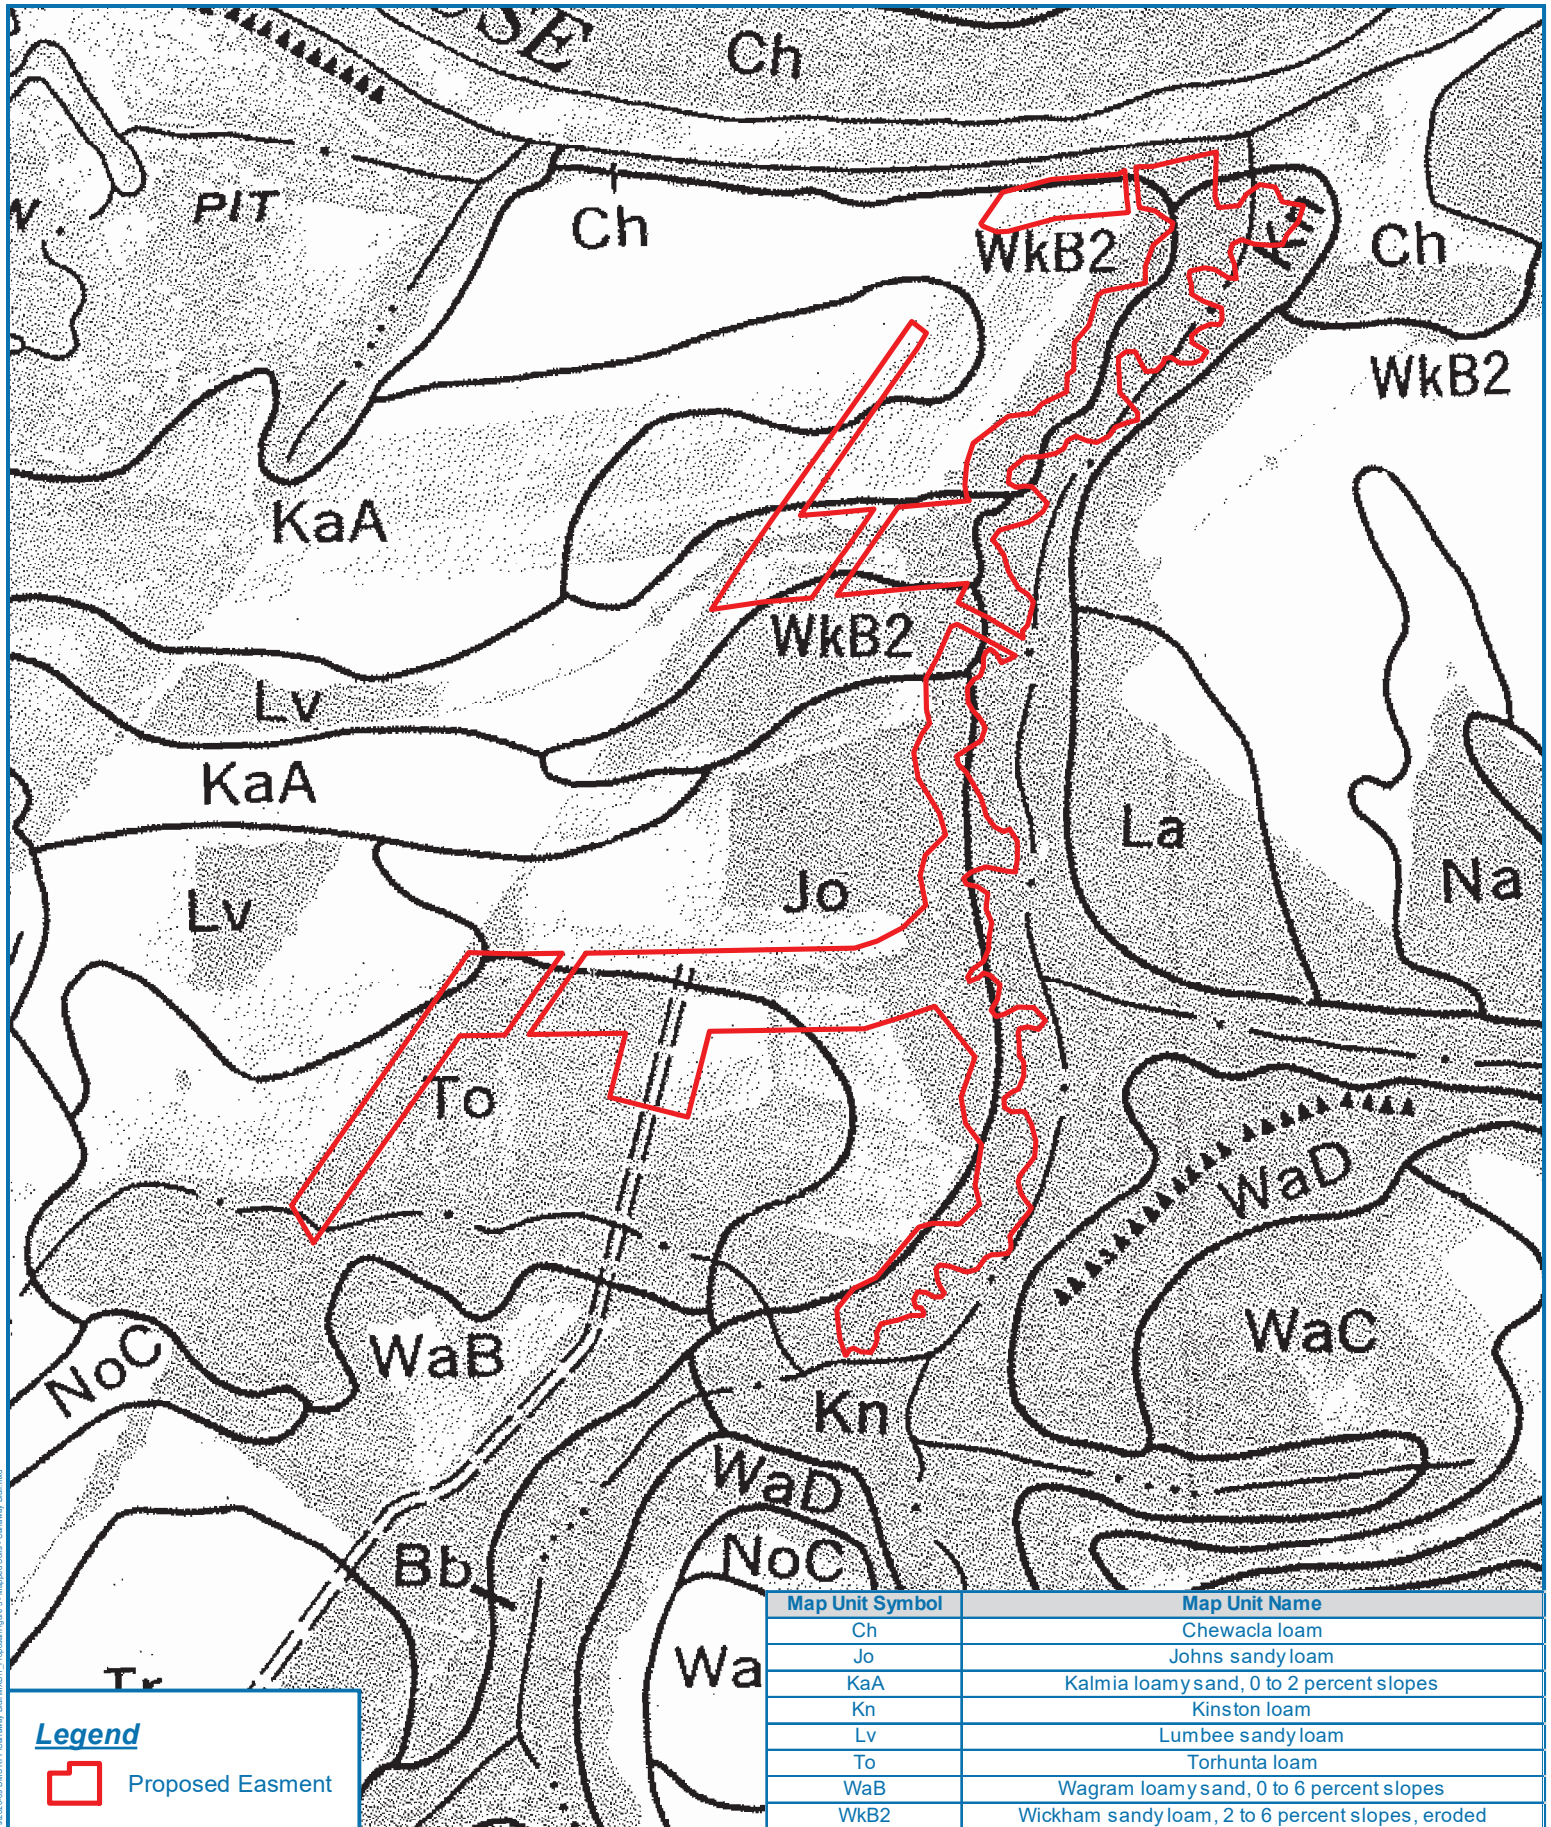 SE
Ch
PIT
Ch
WkB2
Kn
Ch
WkB2
KaA
WkB2
Lv
KaA
La
Jo
Na
Lv
To
WaD
WaC
WaB
NoC
Kn
WaD
NoC
Bb
Wa
Tr
Map Unit Symbol Map Unit Name
Ch Chewacla loam
Jo Johns sandy loam
KaA Kalmia loamy sand, 0 to 2 percent slopes
Kn Kinston loam
Lv Lumbee sandy loam
To Torhunta loam
WaB Wagram loamy sand, 0 to 6 percent slopes
WkB2 Wickham sandy loam, 2 to 6 percent slopes, eroded
Legend
Proposed Easment